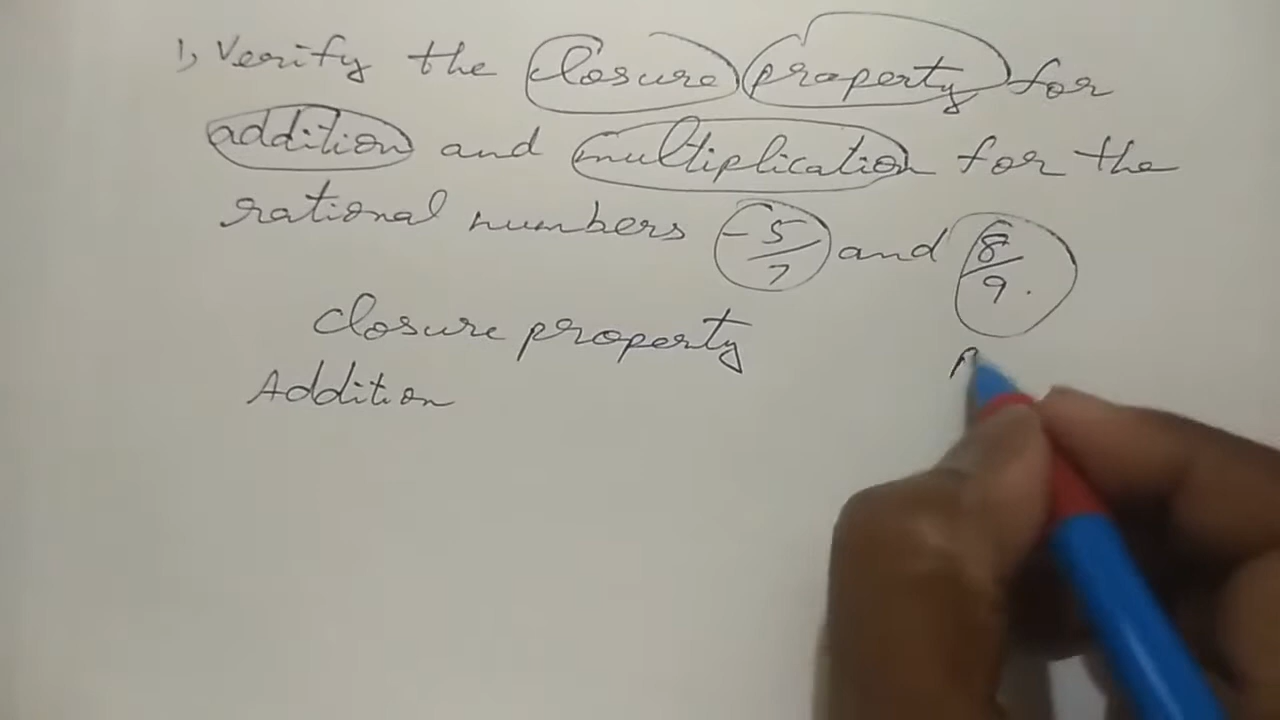 1, Verify the closure property for
addition and multiplication for the
rational numbers -5/7 and 8/9.
closure property
Addition